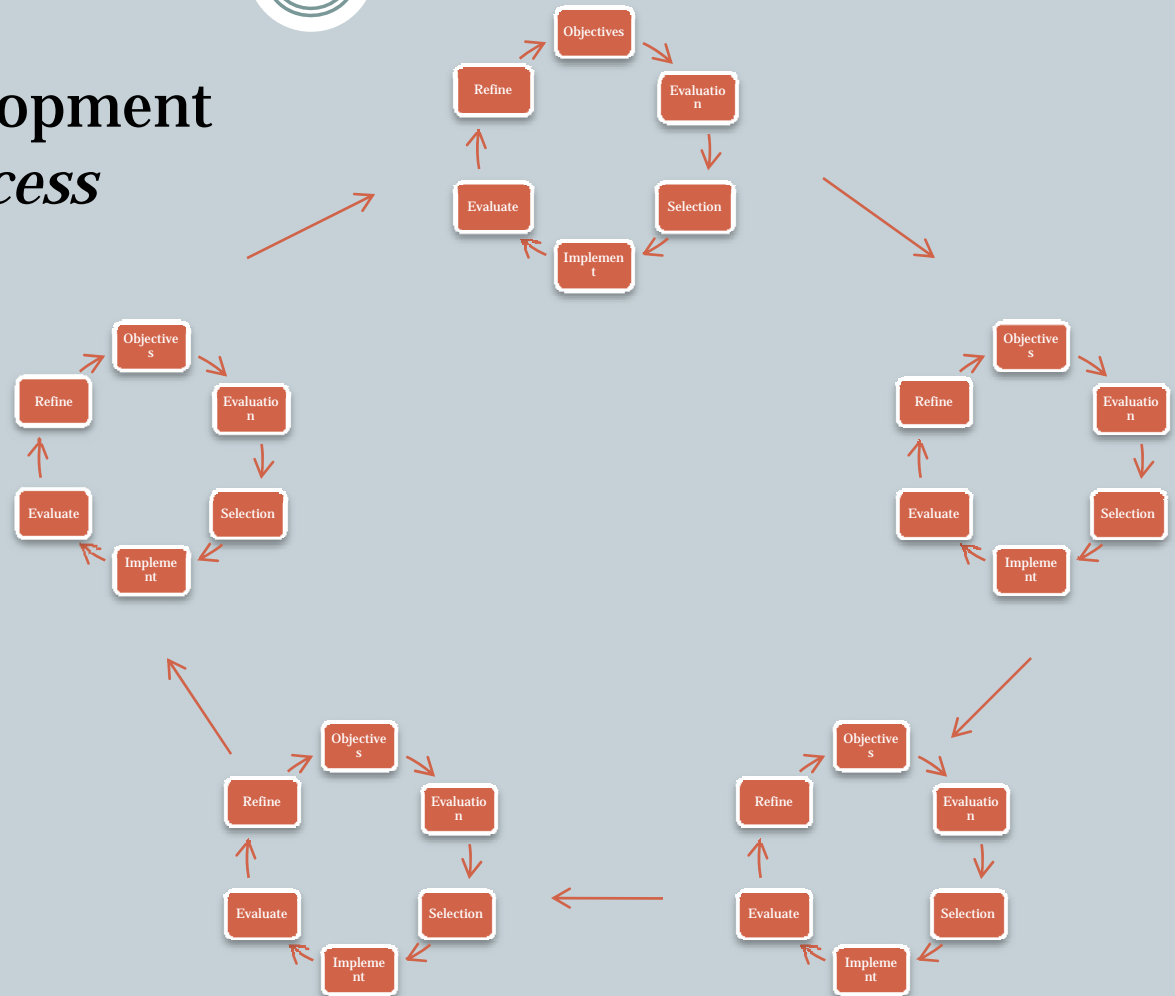 opment
cess
Objectives
Evaluatio
n
Selection
Implemen
t
Evaluate
Refine
Objective
s
Evaluatio
n
Selection
Impleme
nt
Evaluate
Refine
Objective
s
Evaluatio
n
Selection
Impleme
nt
Evaluate
Refine
Objective
s
Evaluatio
n
Selection
Impleme
nt
Evaluate
Refine
Objective
s
Evaluatio
n
Selection
Impleme
nt
Evaluate
Refine